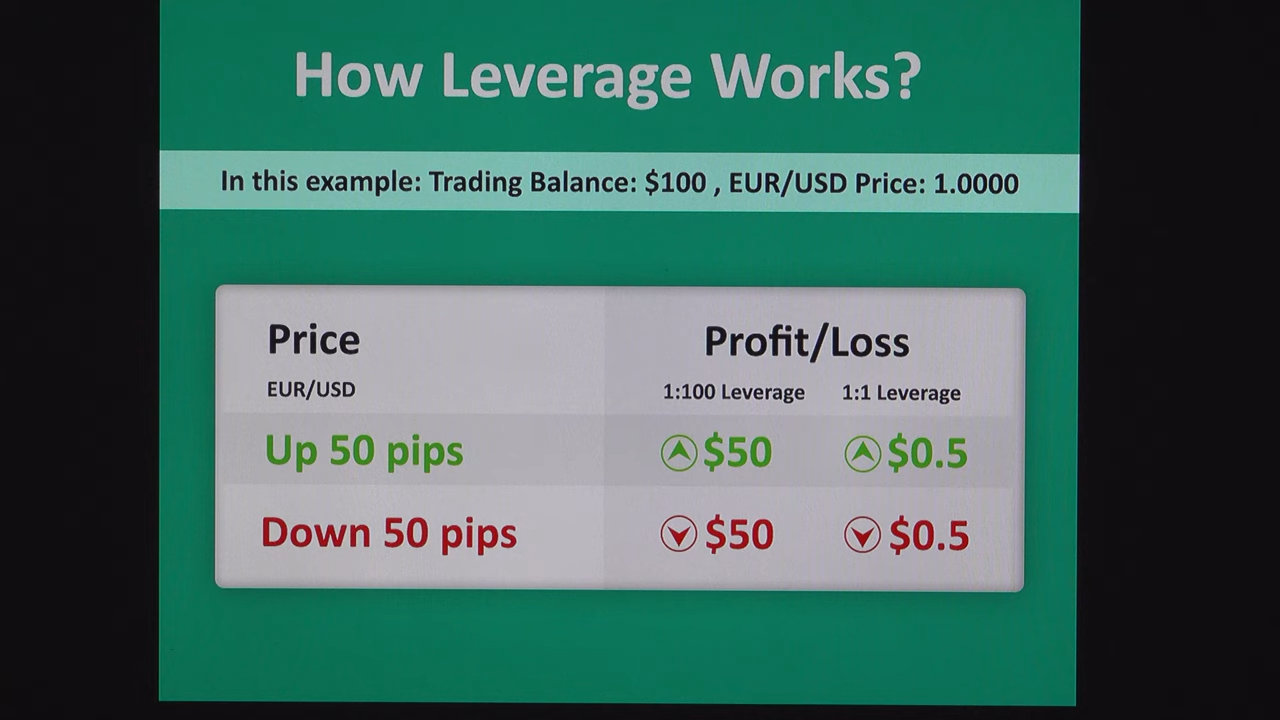 How Leverage Works?
In this example: Trading Balance: $100 , EUR/USD Price: 1.0000
Price
Profit/Loss
EUR/USD
1:100 Leverage
1:1 Leverage
Up 50 pips
$50
$0.5
Down 50 pips
$50
$0.5